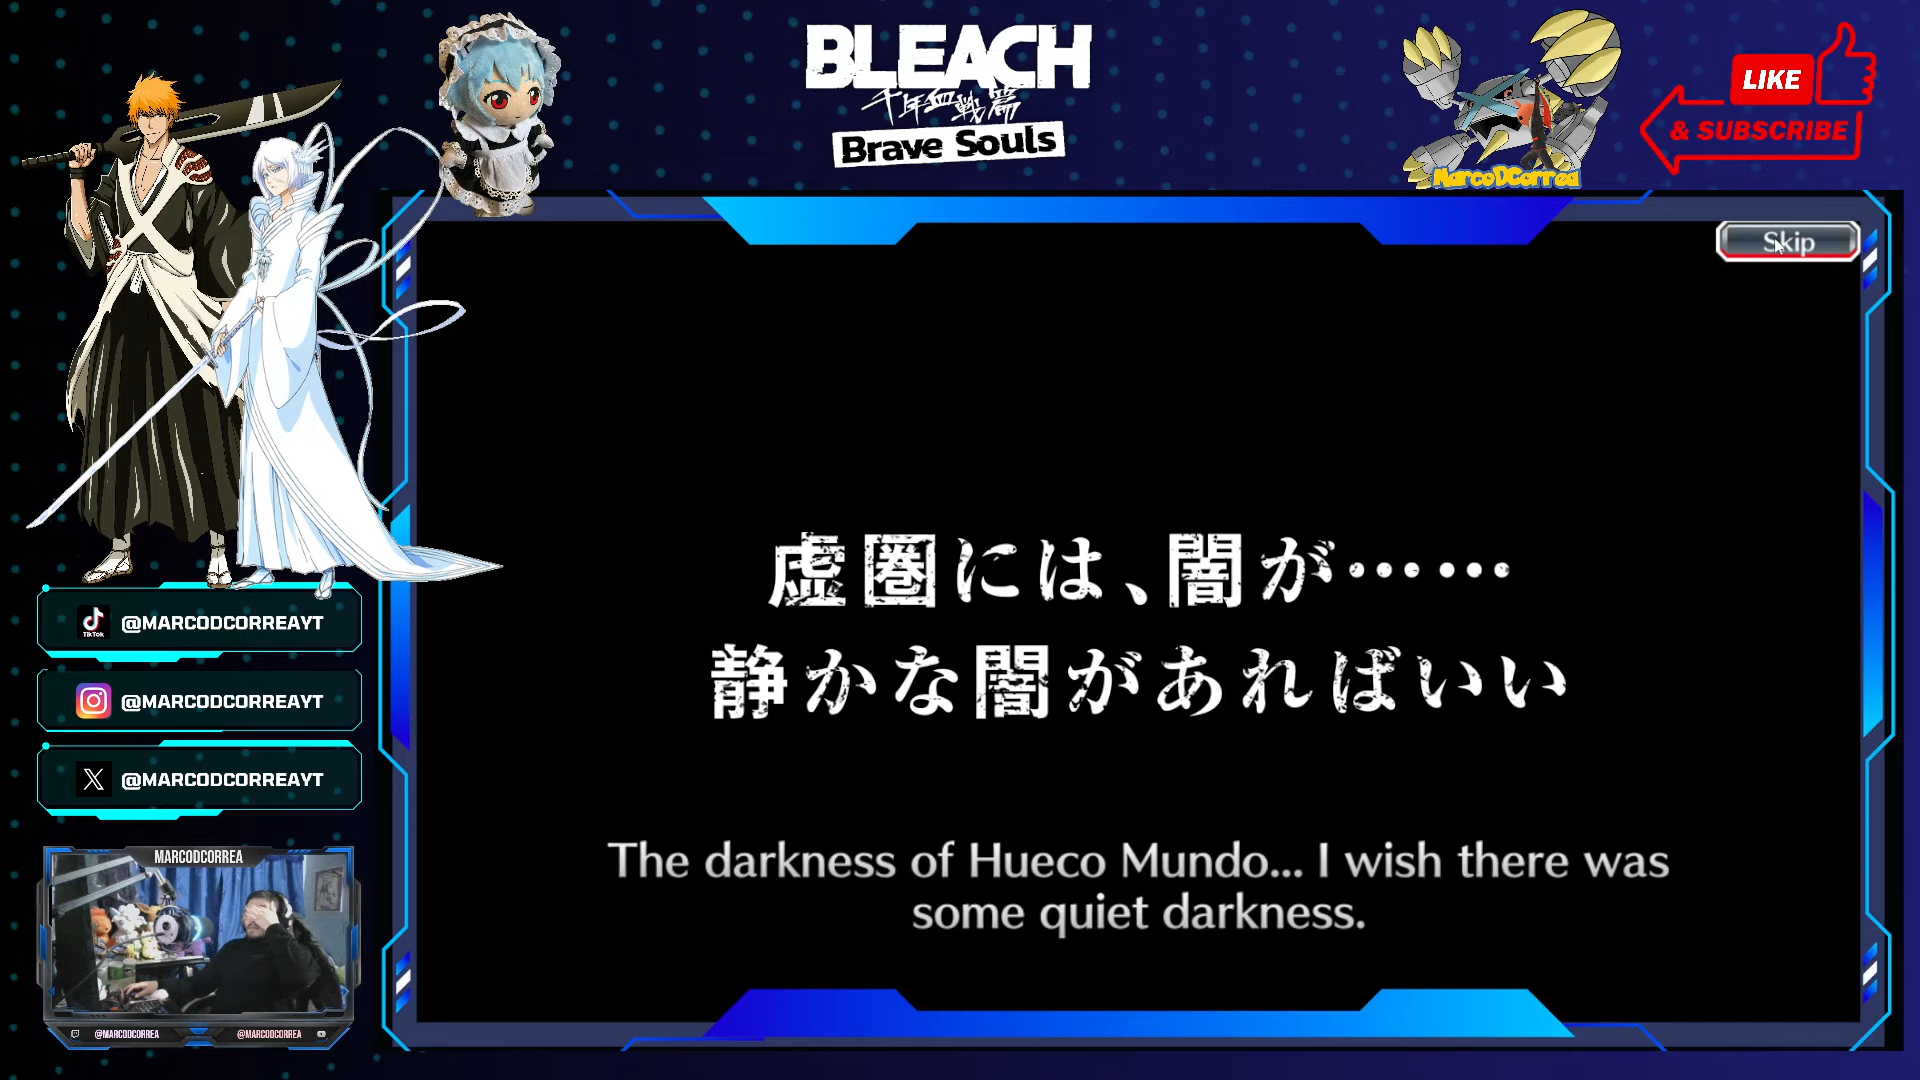 BLEACH
千年血戦篇
Brave Souls
MarcoDCorrea
LIKE
& SUBSCRIBE
Skip
虚圏には、闇が……
静かな闇があればいい
The darkness of Hueco Mundo... I wish there was
some quiet darkness.
TikTok
@MARCODCORREAYT
@MARCODCORREAYT
@MARCODCORREAYT
MARCODCORREA
@MARCODCORREA
@MARCODCORREA